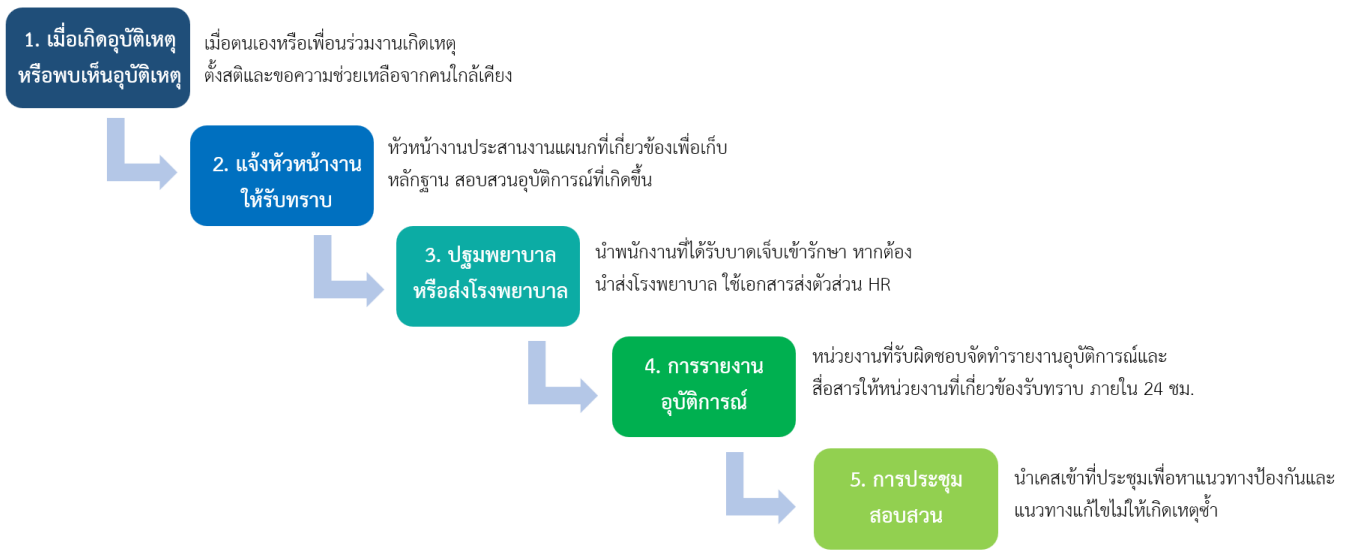 1. เมื่อเกิดอุบัติเหตุ
หรือพบเห็นอุบัติเหตุ
เมื่อตนเองหรือเพื่อนร่วมงานเกิดเหตุ
ตั้งสติและขอความช่วยเหลือจากคนใกล้เคียง
2. แจ้งหัวหน้างาน
ให้รับทราบ
หัวหน้างานประสานงานแผนกที่เกี่ยวข้องเพื่อเก็บ
หลักฐาน สอบสวนอุบัติการณ์ที่เกิดขึ้น
3. ปฐมพยาบาล
หรือส่งโรงพยาบาล
นำพนักงานที่ได้รับบาดเจ็บเข้ารักษา หากต้อง
นำส่งโรงพยาบาล ใช้เอกสารส่งตัวส่วน HR
4. การรายงาน
อุบัติการณ์
หน่วยงานที่รับผิดชอบจัดทำรายงานอุบัติการณ์และ
สื่อสารให้หน่วยงานที่เกี่ยวข้องรับทราบ ภายใน 24 ชม.
5. การประชุม
สอบสวน
นำเคสเข้าที่ประชุมเพื่อหาแนวทางป้องกันและ
แนวทางแก้ไขไม่ให้เกิดเหตุซ้ำ